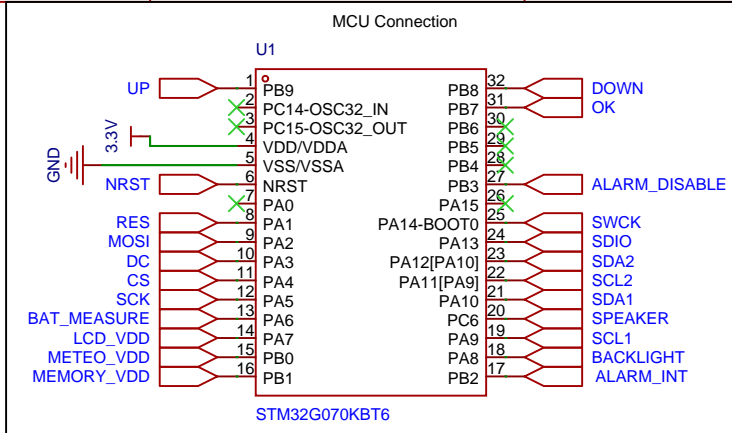 MCU Connection
U1
UP 1 PB9 PB8 32 DOWN
2 PC14-OSC32_IN PB7 31 OK
3 PC15-OSC32_OUT PB6 30
3.3V 4 VDD/VDDA PB5 29
GND 5 VSS/VSSA PB4 28
NRST 6 NRST PB3 27 ALARM_DISABLE
7 PA0 PA15 26
RES 8 PA1 PA14-BOOT0 25 SWCK
MOSI 9 PA2 PA13 24 SDIO
DC 10 PA3 PA12[PA10] 23 SDA2
CS 11 PA4 PA11[PA9] 22 SCL2
SCK 12 PA5 PA10 21 SDA1
BAT_MEASURE 13 PA6 PC6 20 SPEAKER
LCD_VDD 14 PA7 PA9 19 SCL1
METEO_VDD 15 PB0 PA8 18 BACKLIGHT
MEMORY_VDD 16 PB1 PB2 17 ALARM_INT
STM32G070KBT6